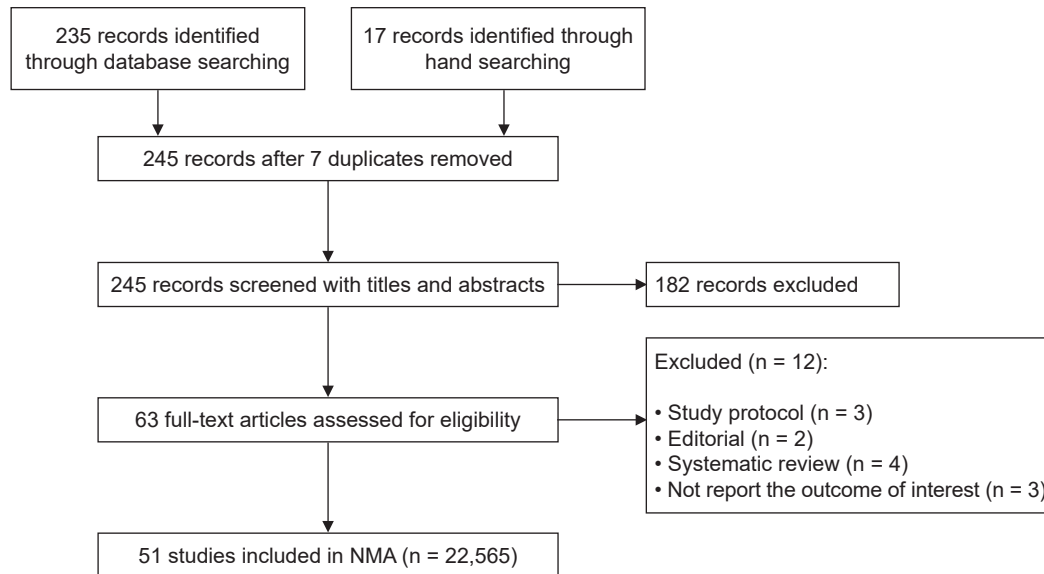 235 records identified
through database searching
17 records identified through
hand searching
245 records after 7 duplicates removed
245 records screened with titles and abstracts
182 records excluded
63 full-text articles assessed for eligibility
Excluded (n = 12):
• Study protocol (n = 3)
• Editorial (n = 2)
• Systematic review (n = 4)
• Not report the outcome of interest (n = 3)
51 studies included in NMA (n = 22,565)